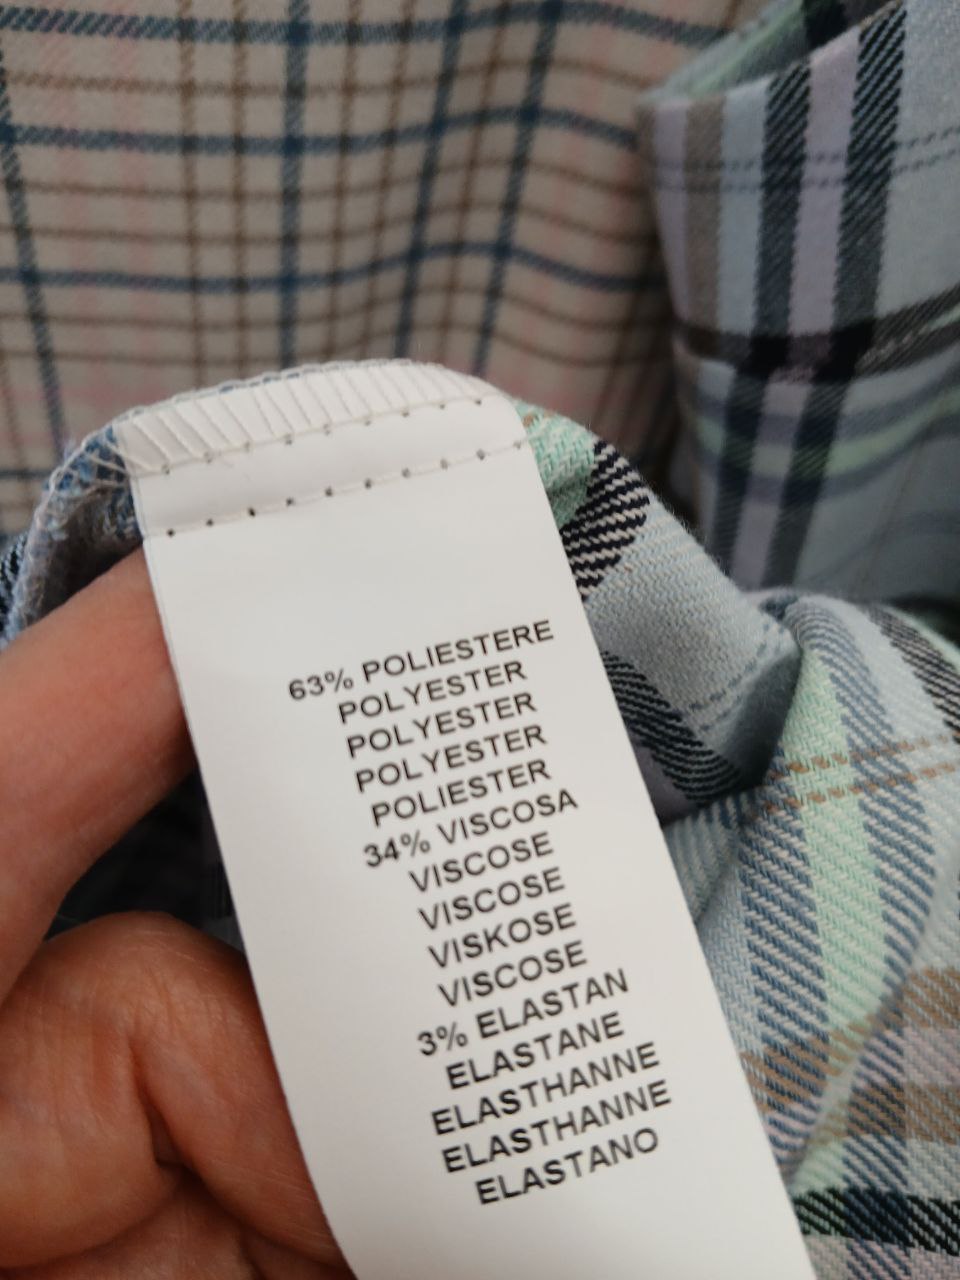 63% POLIESTERE
POLYESTER
POLYESTER
POLYESTER
POLIESTER
34% VISCOSA
VISCOSE
VISCOSE
VISKOSE
VISCOSE
3% ELASTAN
ELASTANE
ELASTHANNE
ELASTHANNE
ELASTANO